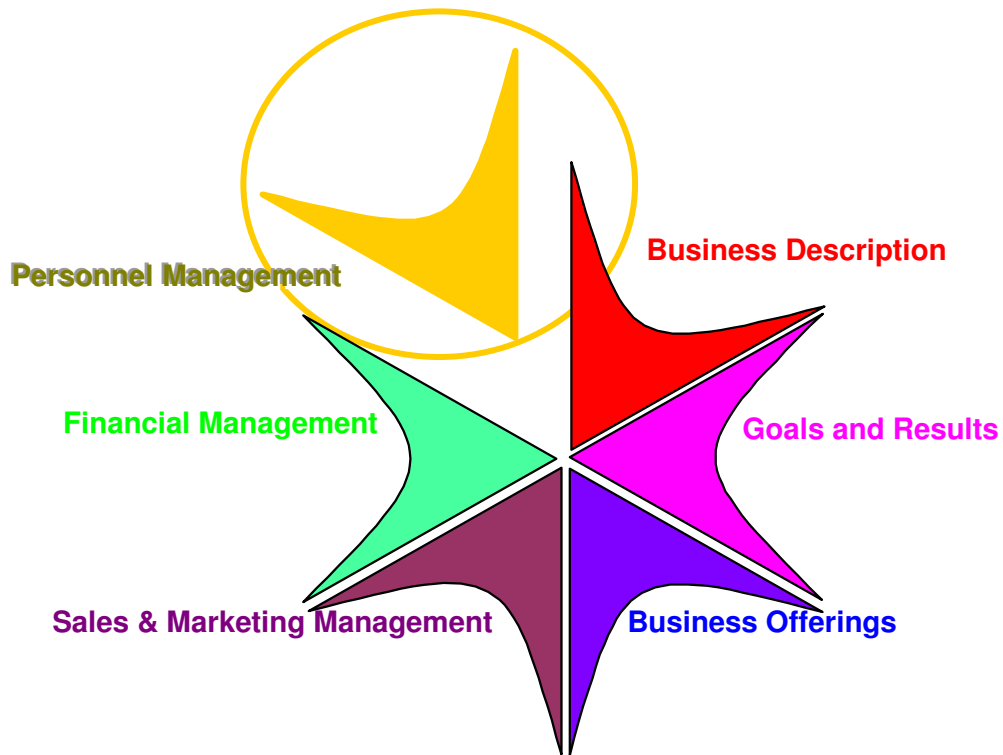 Business Description
Personnel Management
Financial Management
Goals and Results
Sales & Marketing Management
Business Offerings